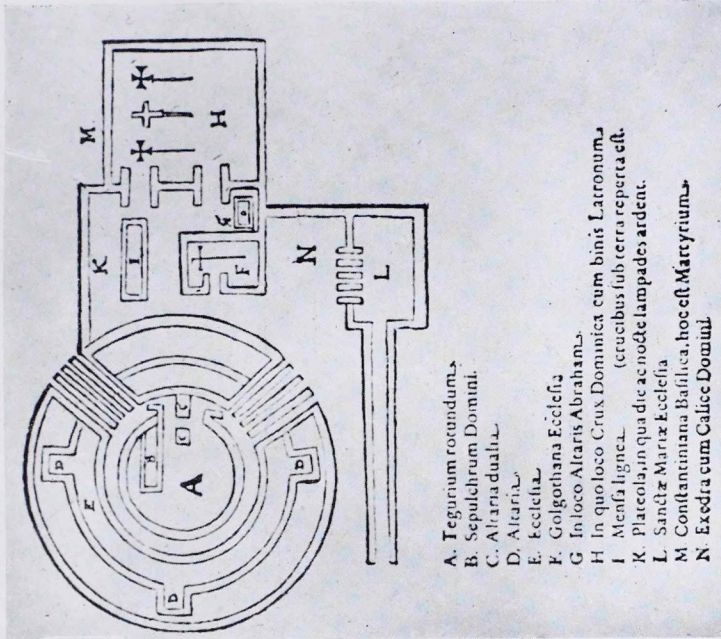 A. Tegurium rotundum.
B. Sepulchrum Domini.
C. Altaria dualia.
D. Altaria.
E. Ecclesia.
F. Golgothana Ecclesia
G In loco Altaris Abraham.
H In quo loco Crux Dominica cum binis Latronum
I Mensa lignea. (crucibus sub terra reperta est.
K. Plateola, in qua die ac nocte lampades ardent.
L Sanctæ Mariæ Ecclesia
M Constantiniana Basilica, hoc est Martyrium.
N. Exedra cum Calice Domini
A
B
C
C
D
D
D
E
F
G
H
I
K
L
M
N